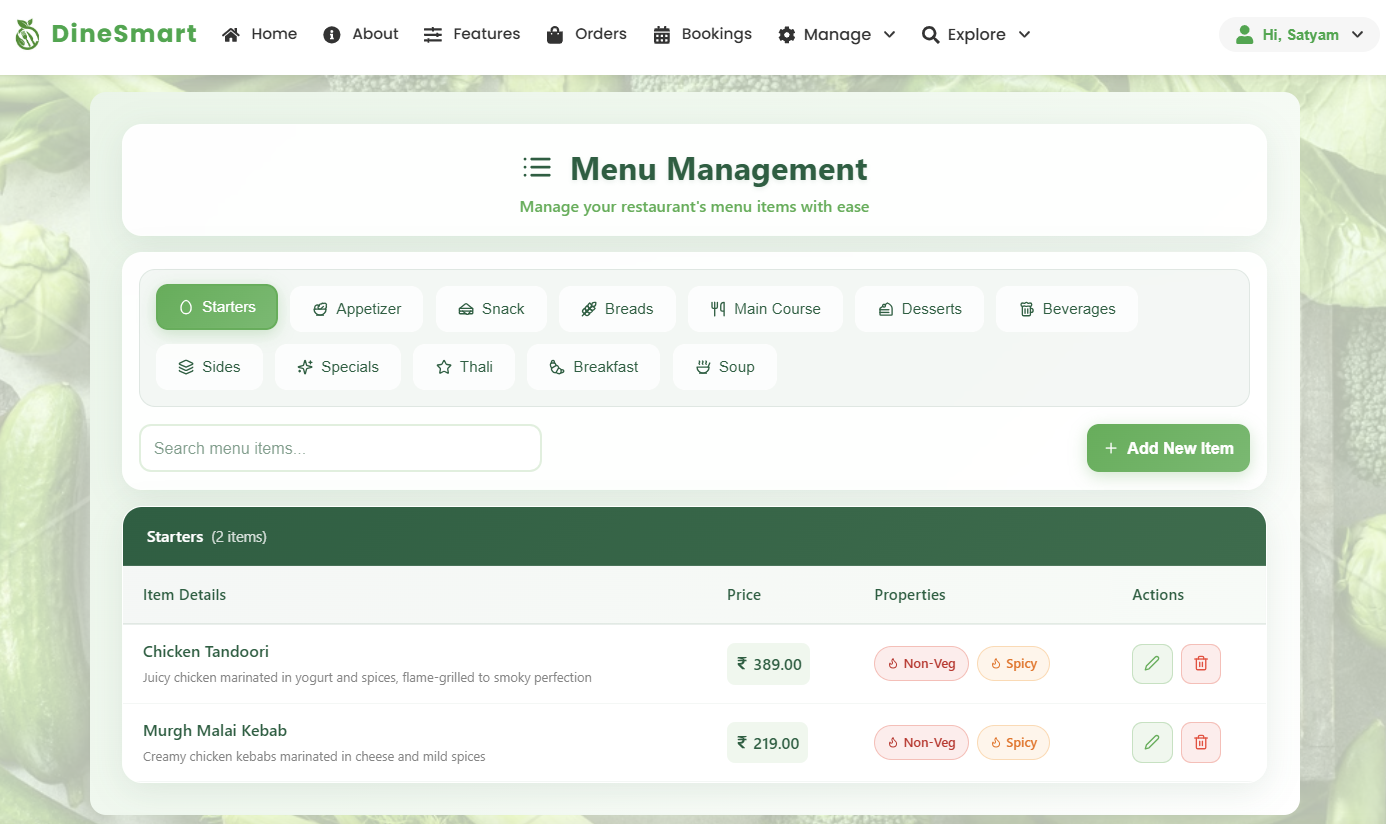 DineSmart Home About Features Orders Bookings Manage Explore Hi, Satyam
Menu Management
Manage your restaurant's menu items with ease
Starters Appetizer Snack Breads Main Course Desserts Beverages
Sides Specials Thali Breakfast Soup
Search menu items...
+ Add New Item
Starters (2 items)
Item Details Price Properties Actions
Chicken Tandoori
Juicy chicken marinated in yogurt and spices, flame-grilled to smoky perfection
₹ 389.00 Non-Veg Spicy
Murgh Malai Kebab
Creamy chicken kebabs marinated in cheese and mild spices
₹ 219.00 Non-Veg Spicy